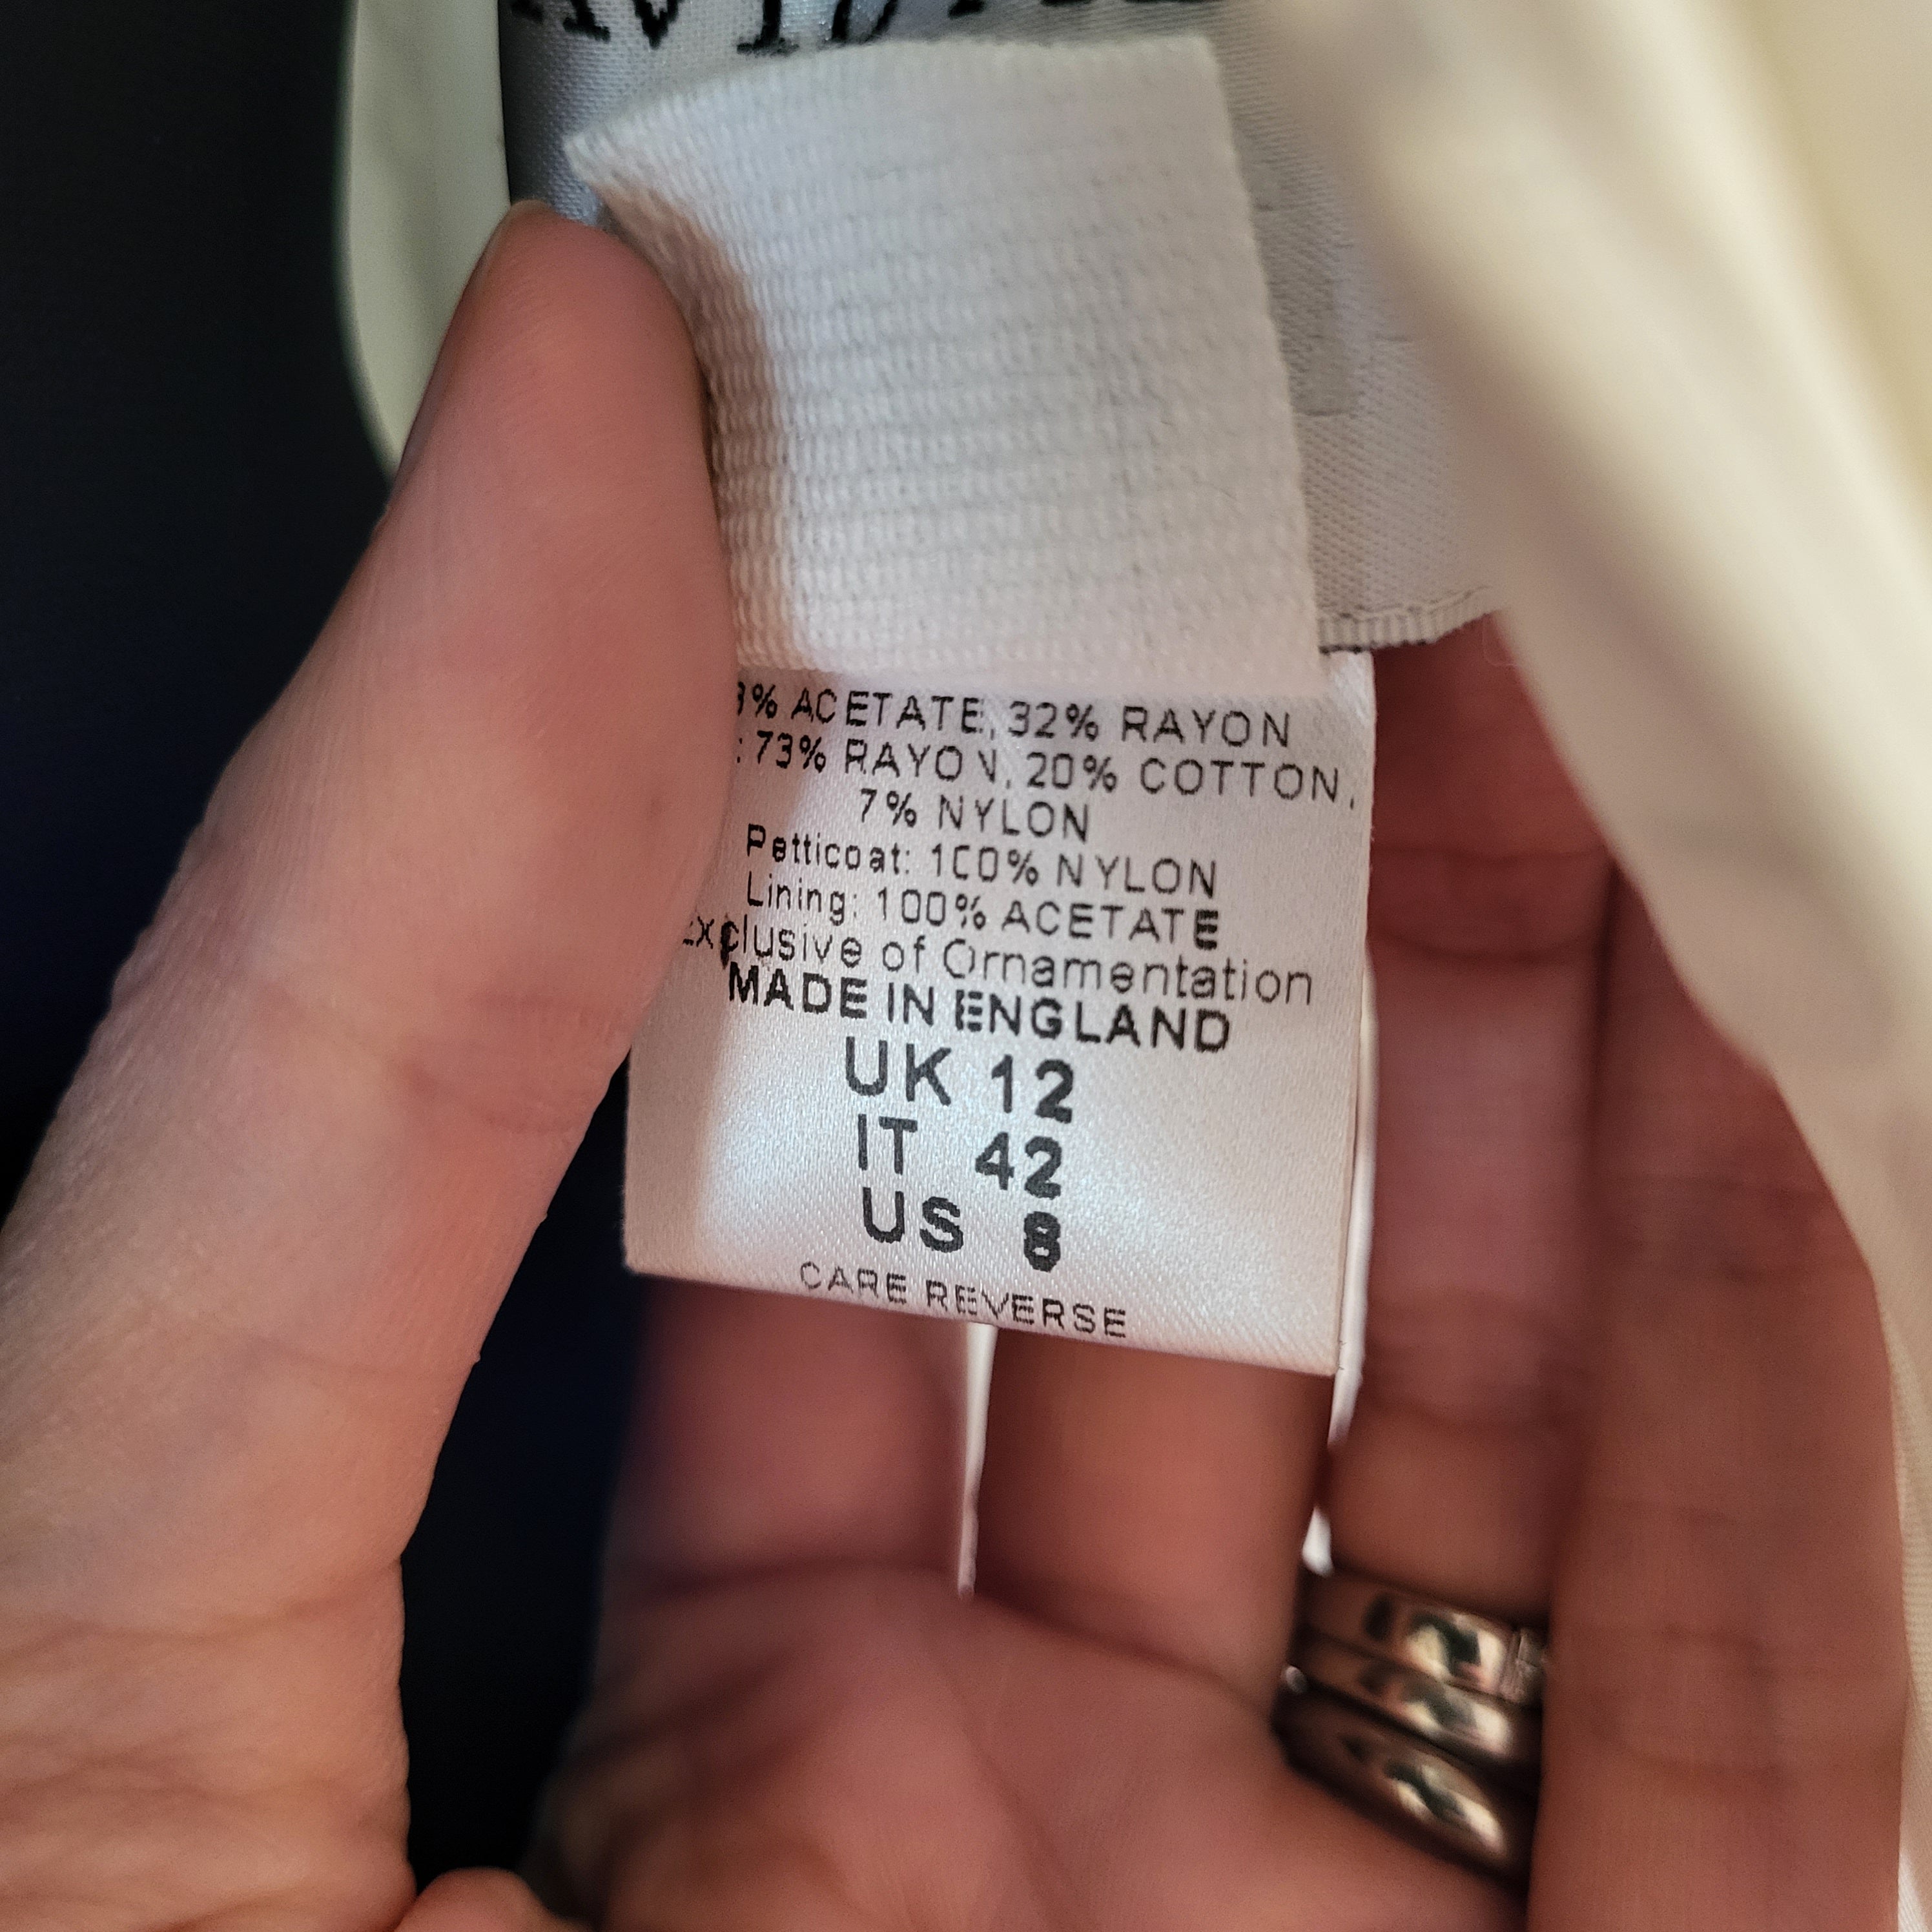 % ACETATE, 32% RAYON
: 73% RAYON, 20% COTTON,
7% NYLON
Petticoat: 100% NYLON
Lining: 100% ACETATE
Exclusive of Ornamentation
MADE IN ENGLAND
UK 12
IT 42
US 8
CARE REVERSE